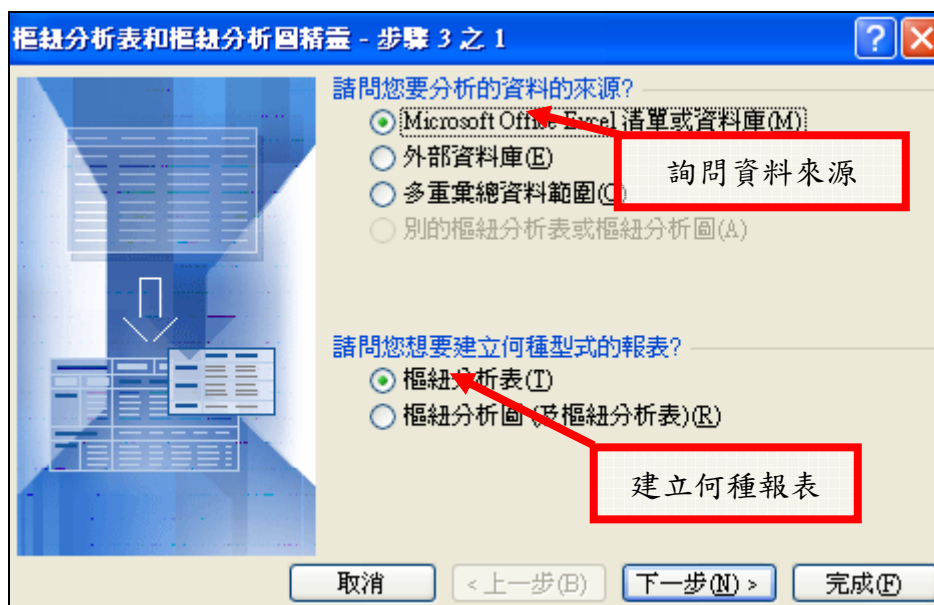 樞紐分析表和樞紐分析圖精靈 - 步驟 3 之 1
請問您要分析的資料的來源?
Microsoft Office Excel 清單或資料庫(M)
外部資料庫(E)
詢問資料來源
多重彙總資料範圍(C)
別的樞紐分析表或樞紐分析圖(A)
請問您想要建立何種型式的報表?
樞紐分析表(T)
樞紐分析圖 (及樞紐分析表)(R)
建立何種報表
取消
< 上一步(B)
下一步(N) >
完成(F)